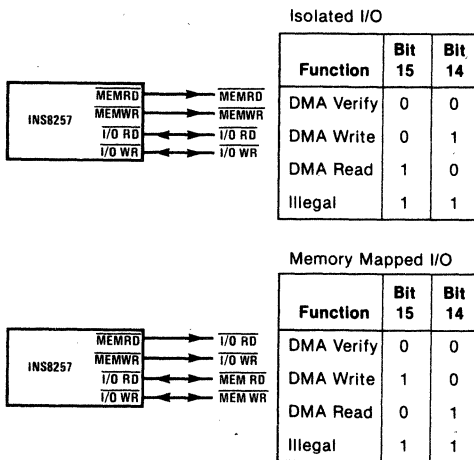 Isolated I/O
Function Bit 15 Bit 14
DMA Verify 0 0
DMA Write 0 1
DMA Read 1 0
Illegal 1 1
INS8257
MEMRD MEMRD
MEMWR MEMWR
I/O RD I/O RD
I/O WR I/O WR
Memory Mapped I/O
Function Bit 15 Bit 14
DMA Verify 0 0
DMA Write 1 0
DMA Read 0 1
Illegal 1 1
INS8257
MEMRD I/O RD
MEMWR I/O WR
I/O RD MEM RD
I/O WR MEM WR